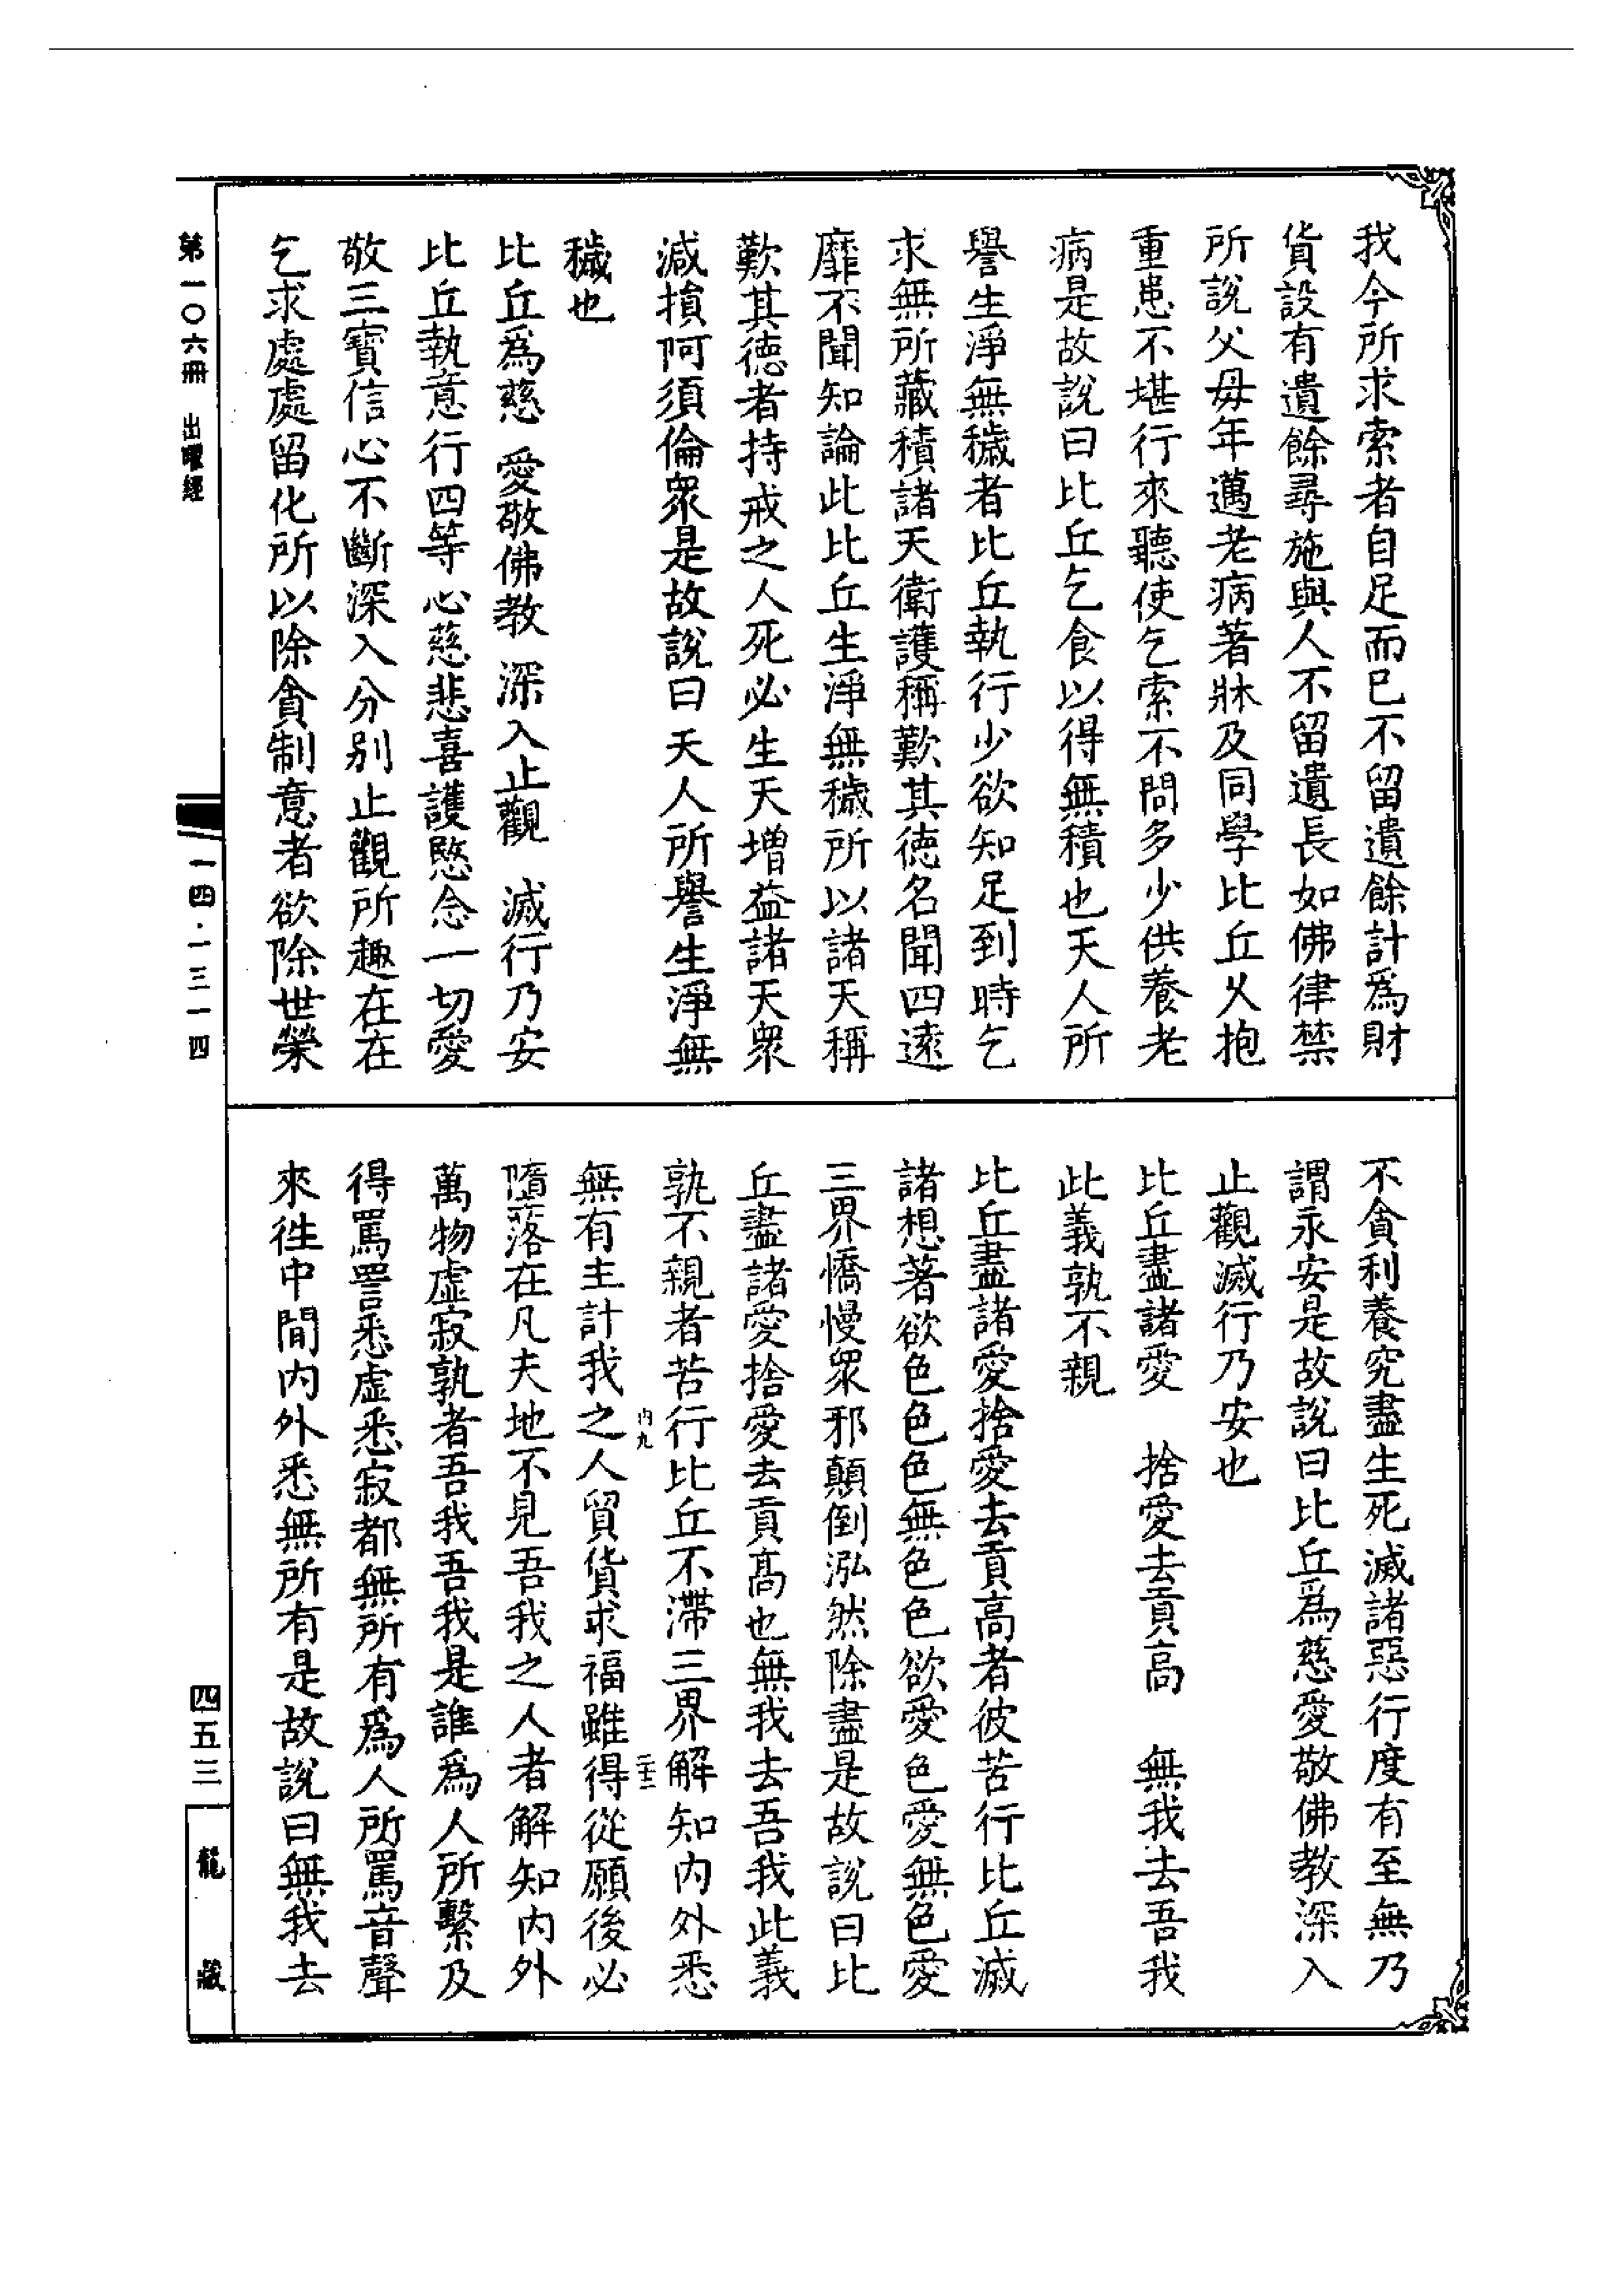 我今所求索者自足而已不留遺餘計爲財
貨設有遺餘尋施與人不留遺長如佛律禁
所說父母年邁老病著牀及同學比丘乆抱
重患不堪行來聽使乞索不問多少供養老
病是故說曰比丘乞食以得無積也天人所
譽生淨無穢者比丘執行少欲知足到時乞
求無所藏積諸天衛護稱歎其德名聞四遠
靡不聞知論此比丘生淨無穢所以諸天稱
歎其德者持戒之人死必生天增益諸天衆
減損阿須倫衆是故說曰天人所譽生淨無
穢也
比丘爲慈 愛敬佛教 深入止觀 滅行乃安
比丘執意行四等心慈悲喜護愍念一切愛
敬三寶信心不斷深入分別止觀所趣在在
乞求處處留化所以除貪制意者欲除世榮
不貪利養究盡生死滅諸惡行度有至無乃
謂永安是故說曰比丘爲慈愛敬佛教深入
止觀滅行乃安也
比丘盡諸愛 捨愛去貢高 無我去吾我
此義孰不親
比丘盡諸愛捨愛去貢高者彼苦行比丘滅
諸想著欲色色色無色色欲愛色愛無色愛
三界憍慢衆邪顛倒泓然除盡是故說曰比
丘盡諸愛捨愛去貢高也無我去吾我此義
孰不親者苦行比丘不滯三界解知內外悉
無有主計我之人貿貨求福雖得從願後必
墮落在凡夫地不見吾我之人者解知內外
萬物虛寂孰者吾我吾我是誰爲人所繫及
得罵詈悉虛悉寂都無所有爲人所罵音聲
來往中間內外悉無所有是故說曰無我去
內九
第一〇六冊 出曜經
一四·一三一四
四五三
龍藏